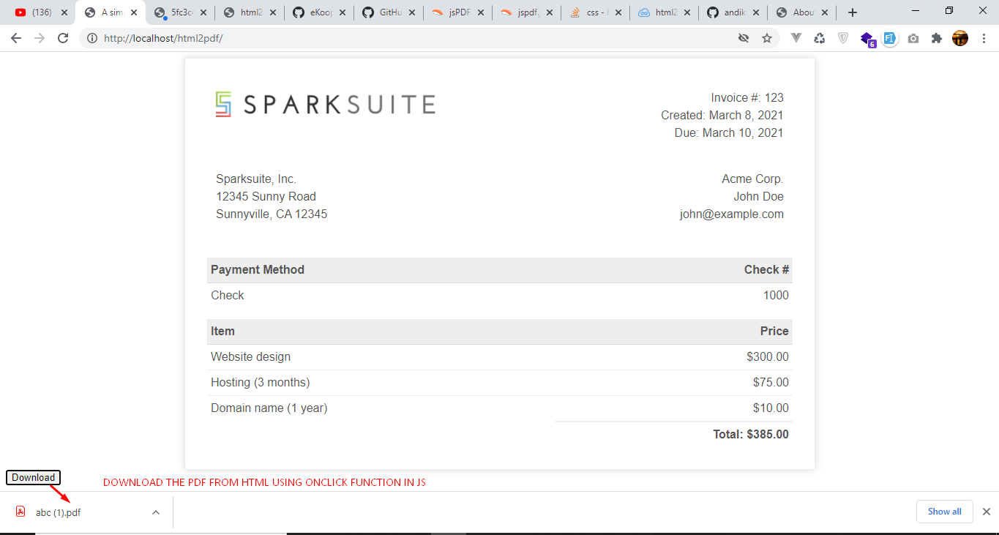 (136)
A sim
5fc3c
html2
eKoop
GitHu
jsPDF
jspdf.
css -
html2
andik
Abou
http://localhost/html2pdf/
6
SPARKSUITE
Invoice #: 123
Created: March 8, 2021
Due: March 10, 2021
Sparksuite, Inc.
12345 Sunny Road
Sunnyville, CA 12345
Acme Corp.
John Doe
john@example.com
Payment Method Check #
Check 1000
Item Price
Website design $300.00
Hosting (3 months) $75.00
Domain name (1 year) $10.00
Total: $385.00
Download
DOWNLOAD THE PDF FROM HTML USING ONCLICK FUNCTION IN JS
abc (1).pdf
Show all